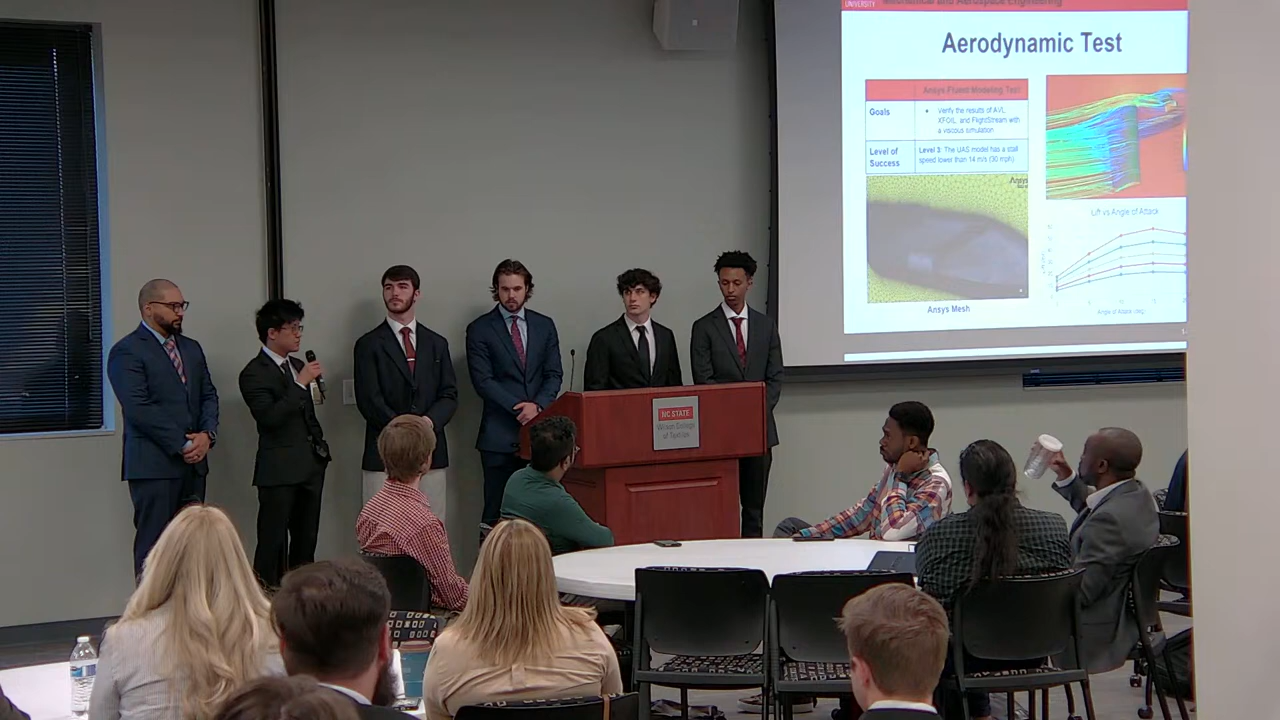 UNIVERSITY Mechanical and Aerospace Engineering
Aerodynamic Test
Ansys Fluent Modeling Test
Goals
• Verify the results of AVL,
XFOIL, and FlightStream with
a viscous simulation
Level of
Success
Level 3: The UAS model has a stall
speed lower than 14 m/s (30 mph)
Ansys
Ansys Mesh
Lift vs Angle of Attack
Angle of Attack (deg)
NC STATE
Wilson College
of Textiles